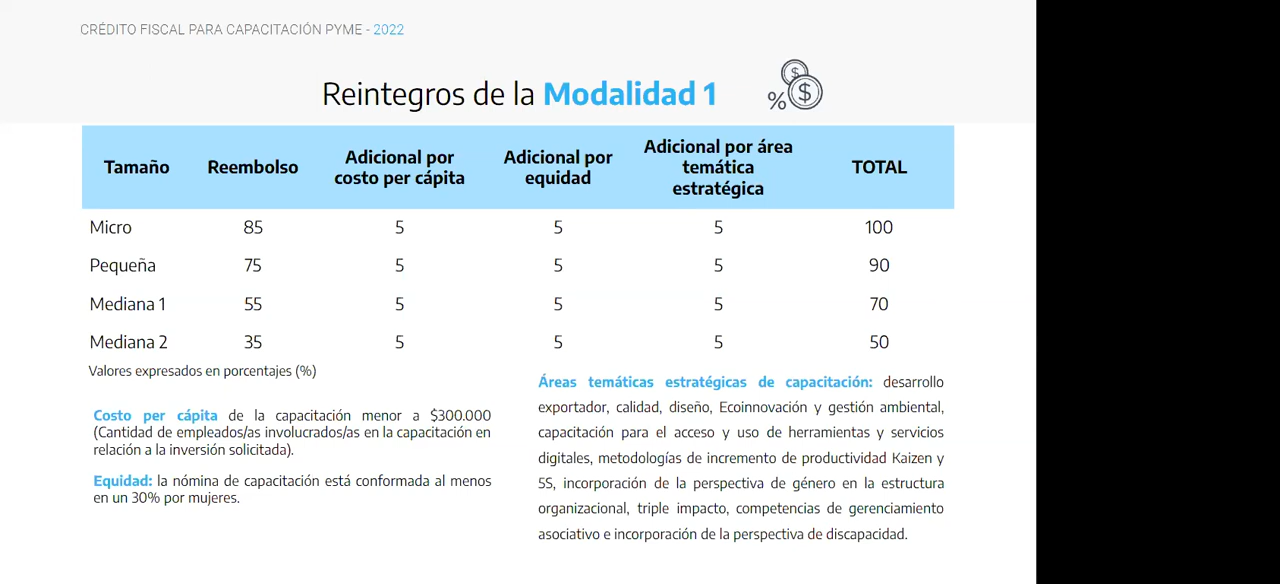 CRÉDITO FISCAL PARA CAPACITACIÓN PYME - 2022
Reintegros de la Modalidad 1
Tamaño Reembolso Adicional por costo per cápita Adicional por equidad Adicional por área temática estratégica TOTAL
Micro 85 5 5 5 100
Pequeña 75 5 5 5 90
Mediana 1 55 5 5 5 70
Mediana 2 35 5 5 5 50
Valores expresados en porcentajes (%)
Costo per cápita de la capacitación menor a $300.000
(Cantidad de empleados/as involucrados/as en la capacitación en
relación a la inversión solicitada).
Equidad: la nómina de capacitación está conformada al menos
en un 30% por mujeres.
Áreas temáticas estratégicas de capacitación: desarrollo
exportador, calidad, diseño, Ecoinnovación y gestión ambiental,
capacitación para el acceso y uso de herramientas y servicios
digitales, metodologías de incremento de productividad Kaizen y
5S, incorporación de la perspectiva de género en la estructura
organizacional, triple impacto, competencias de gerenciamiento
asociativo e incorporación de la perspectiva de discapacidad.